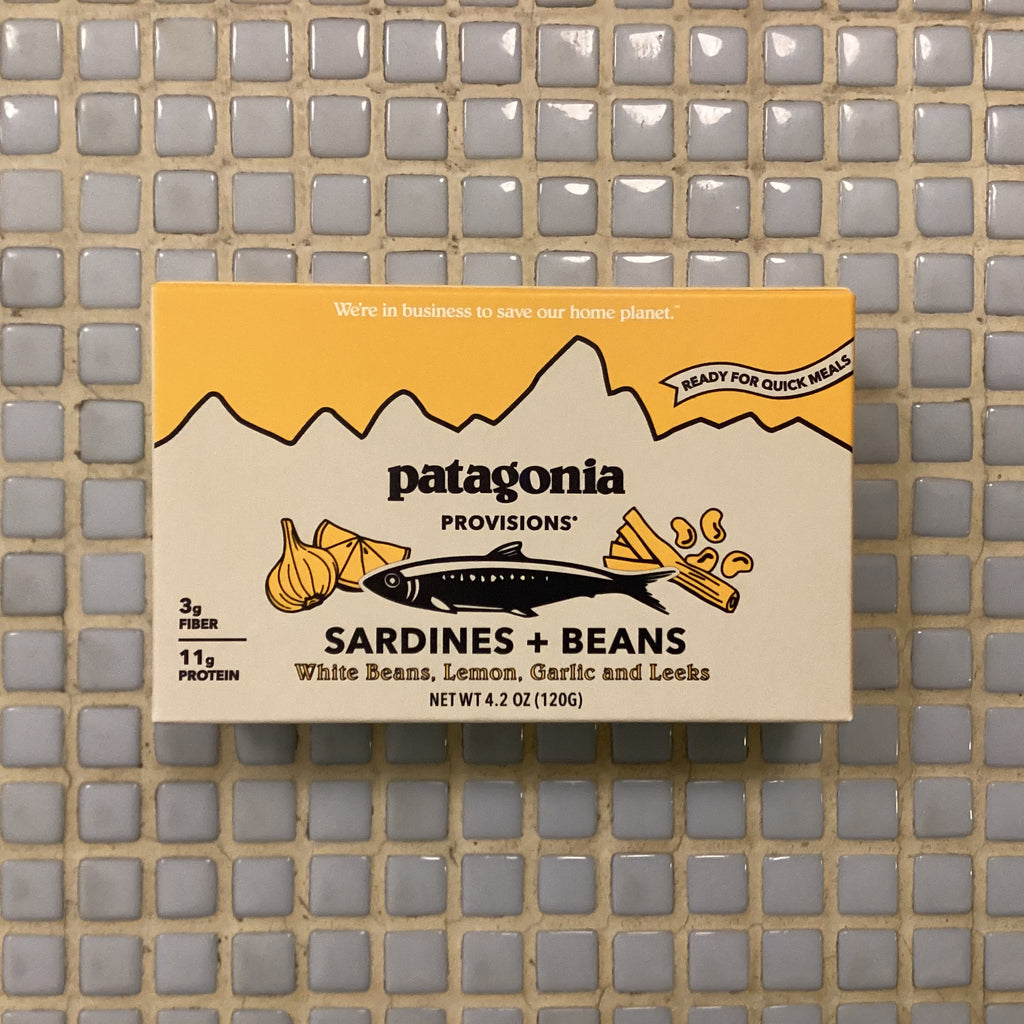 We're in business to save our home planet.™
READY FOR QUICK MEALS
patagonia
PROVISIONS®
3g
FIBER
11g
PROTEIN
SARDINES + BEANS
White Beans, Lemon, Garlic and Leeks
NET WT 4.2 OZ (120G)